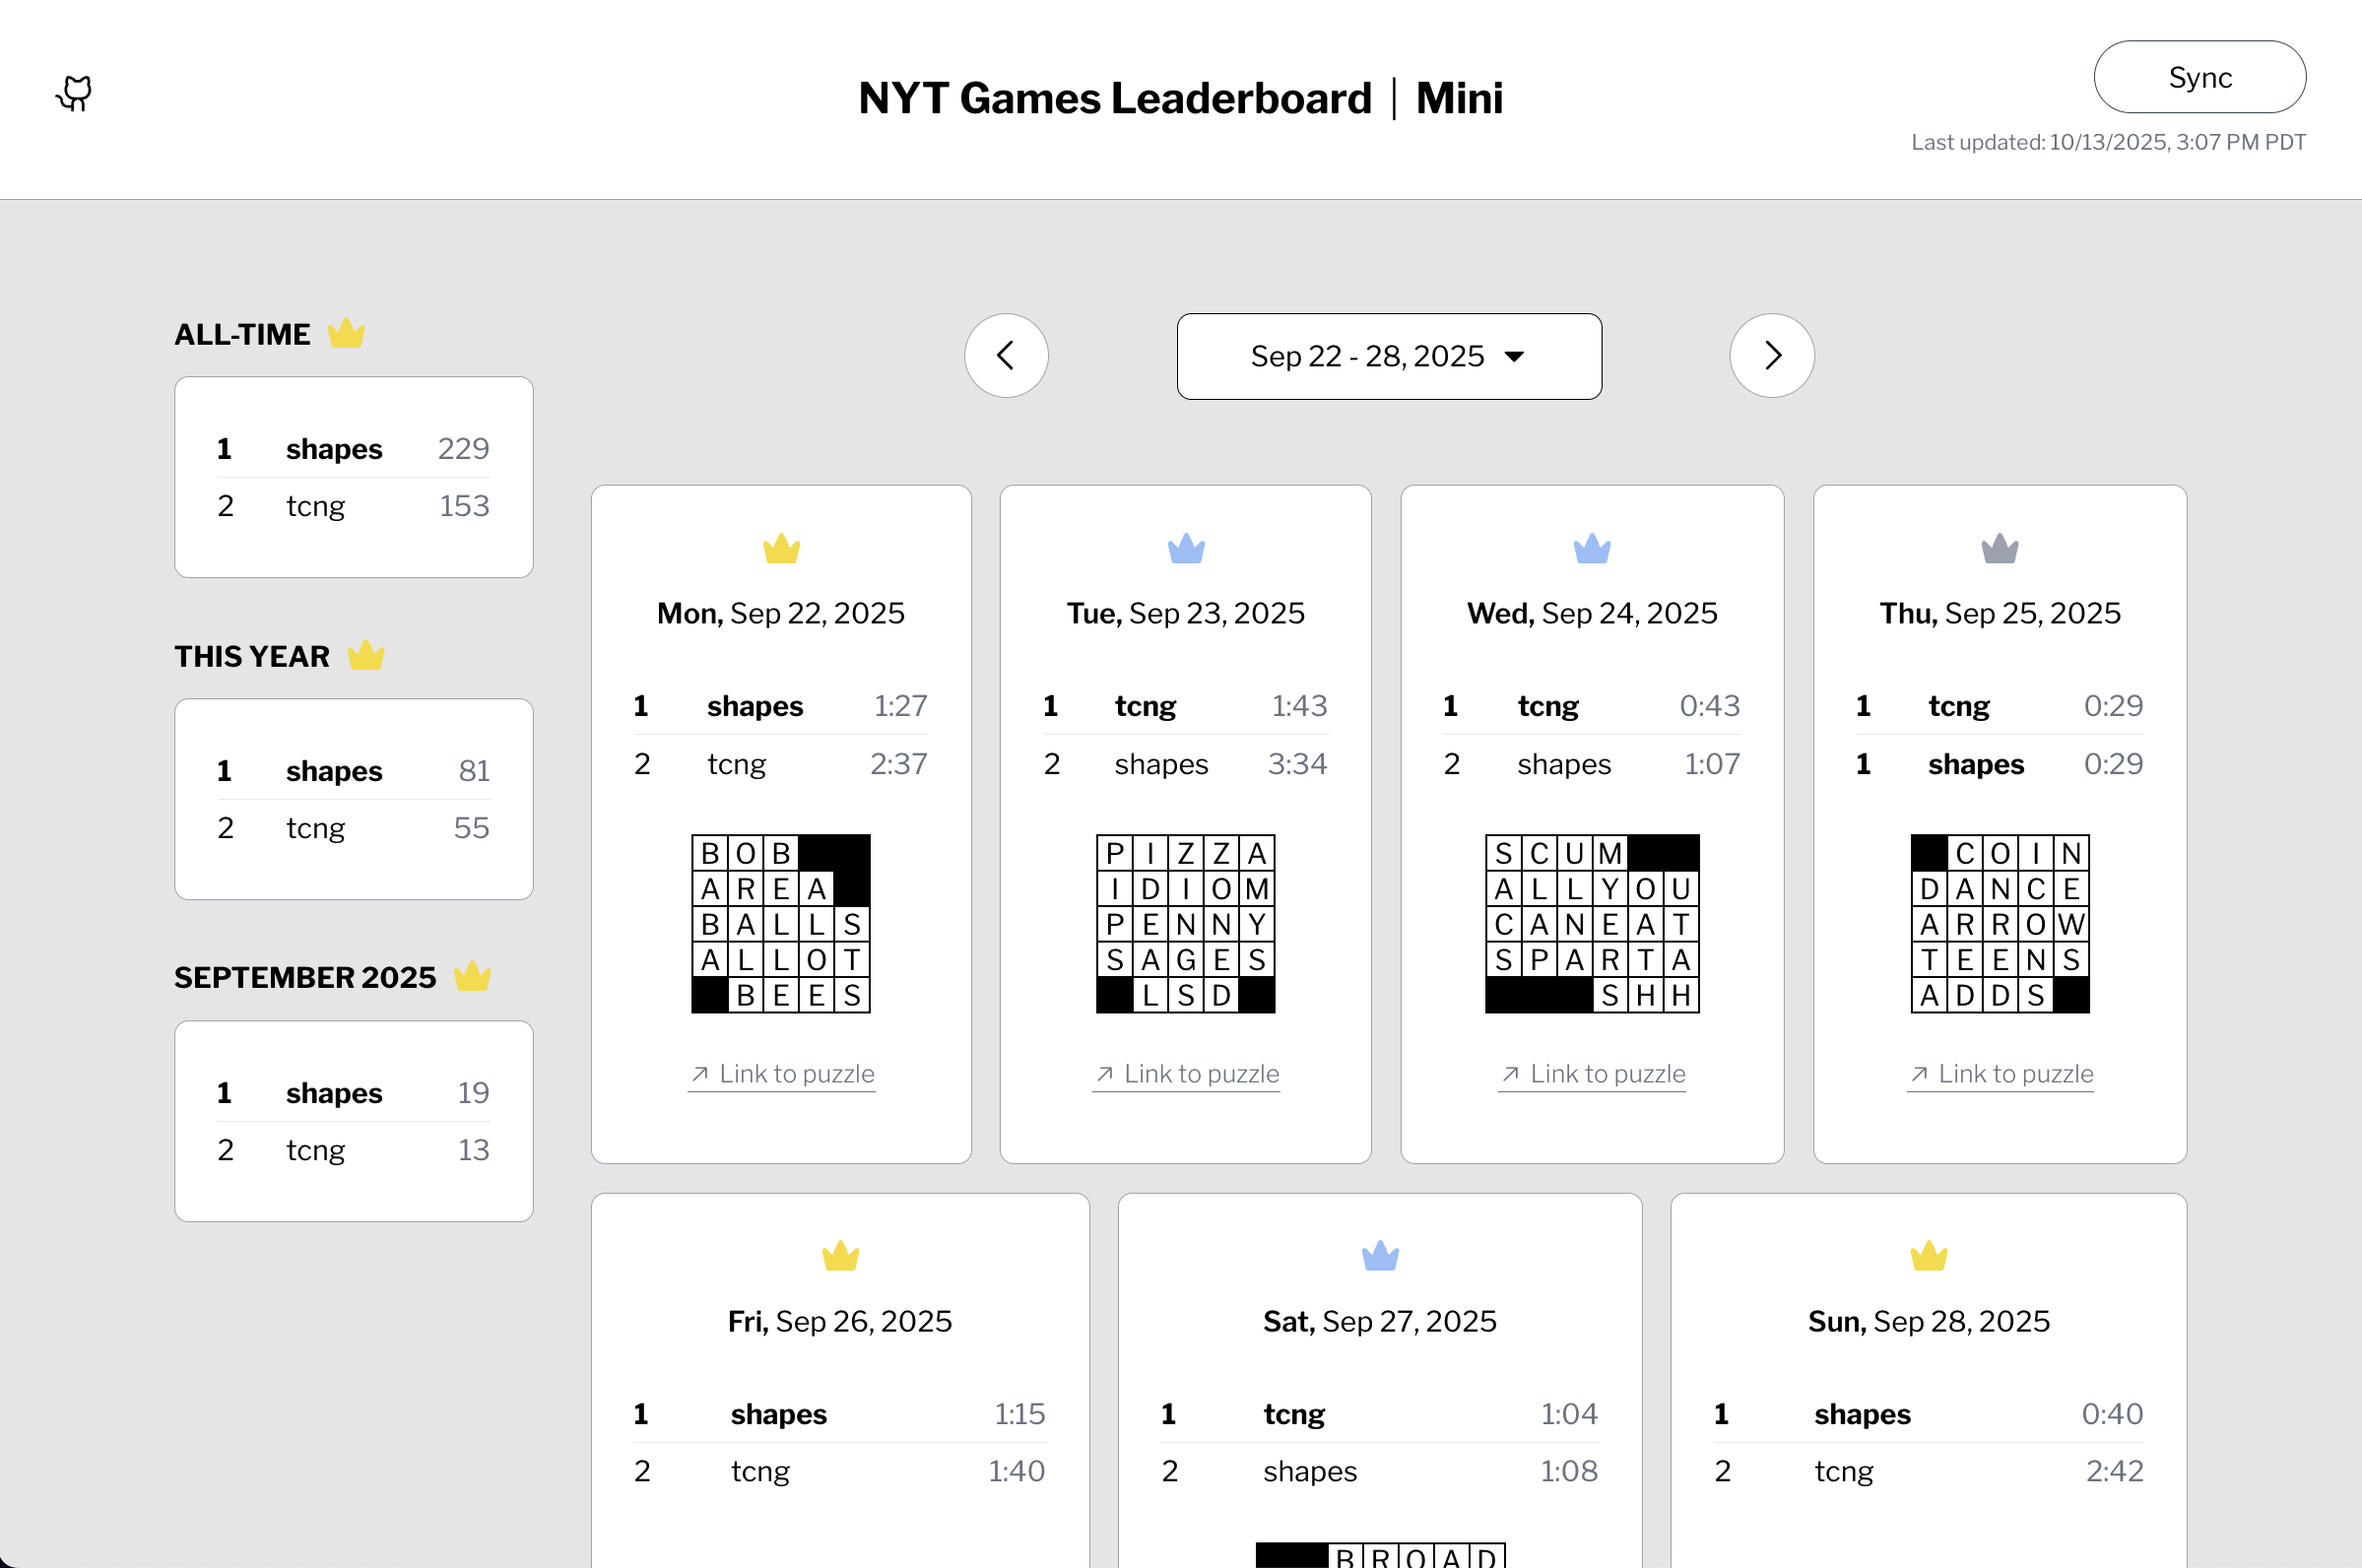 NYT Games Leaderboard | Mini
Sync
Last updated: 10/13/2025, 3:07 PM PDT
ALL-TIME
1 shapes 229
2 tcng 153
THIS YEAR
1 shapes 81
2 tcng 55
SEPTEMBER 2025
1 shapes 19
2 tcng 13
Sep 22 - 28, 2025
Mon, Sep 22, 2025
1 shapes 1:27
2 tcng 2:37
B O B
A R E A
B A L L S
A L L O T
B E E S
Link to puzzle
Tue, Sep 23, 2025
1 tcng 1:43
2 shapes 3:34
P I Z Z A
I D I O M
P E N N Y
S A G E S
L S D
Link to puzzle
Wed, Sep 24, 2025
1 tcng 0:43
2 shapes 1:07
S C U M
A L L Y O U
C A N E A T
S P A R T A
S H H
Link to puzzle
Thu, Sep 25, 2025
1 tcng 0:29
1 shapes 0:29
C O I N
D A N C E
A R R O W
T E E N S
A D D S
Link to puzzle
Fri, Sep 26, 2025
1 shapes 1:15
2 tcng 1:40
Sat, Sep 27, 2025
1 tcng 1:04
2 shapes 1:08
B R O A D
Sun, Sep 28, 2025
1 shapes 0:40
2 tcng 2:42